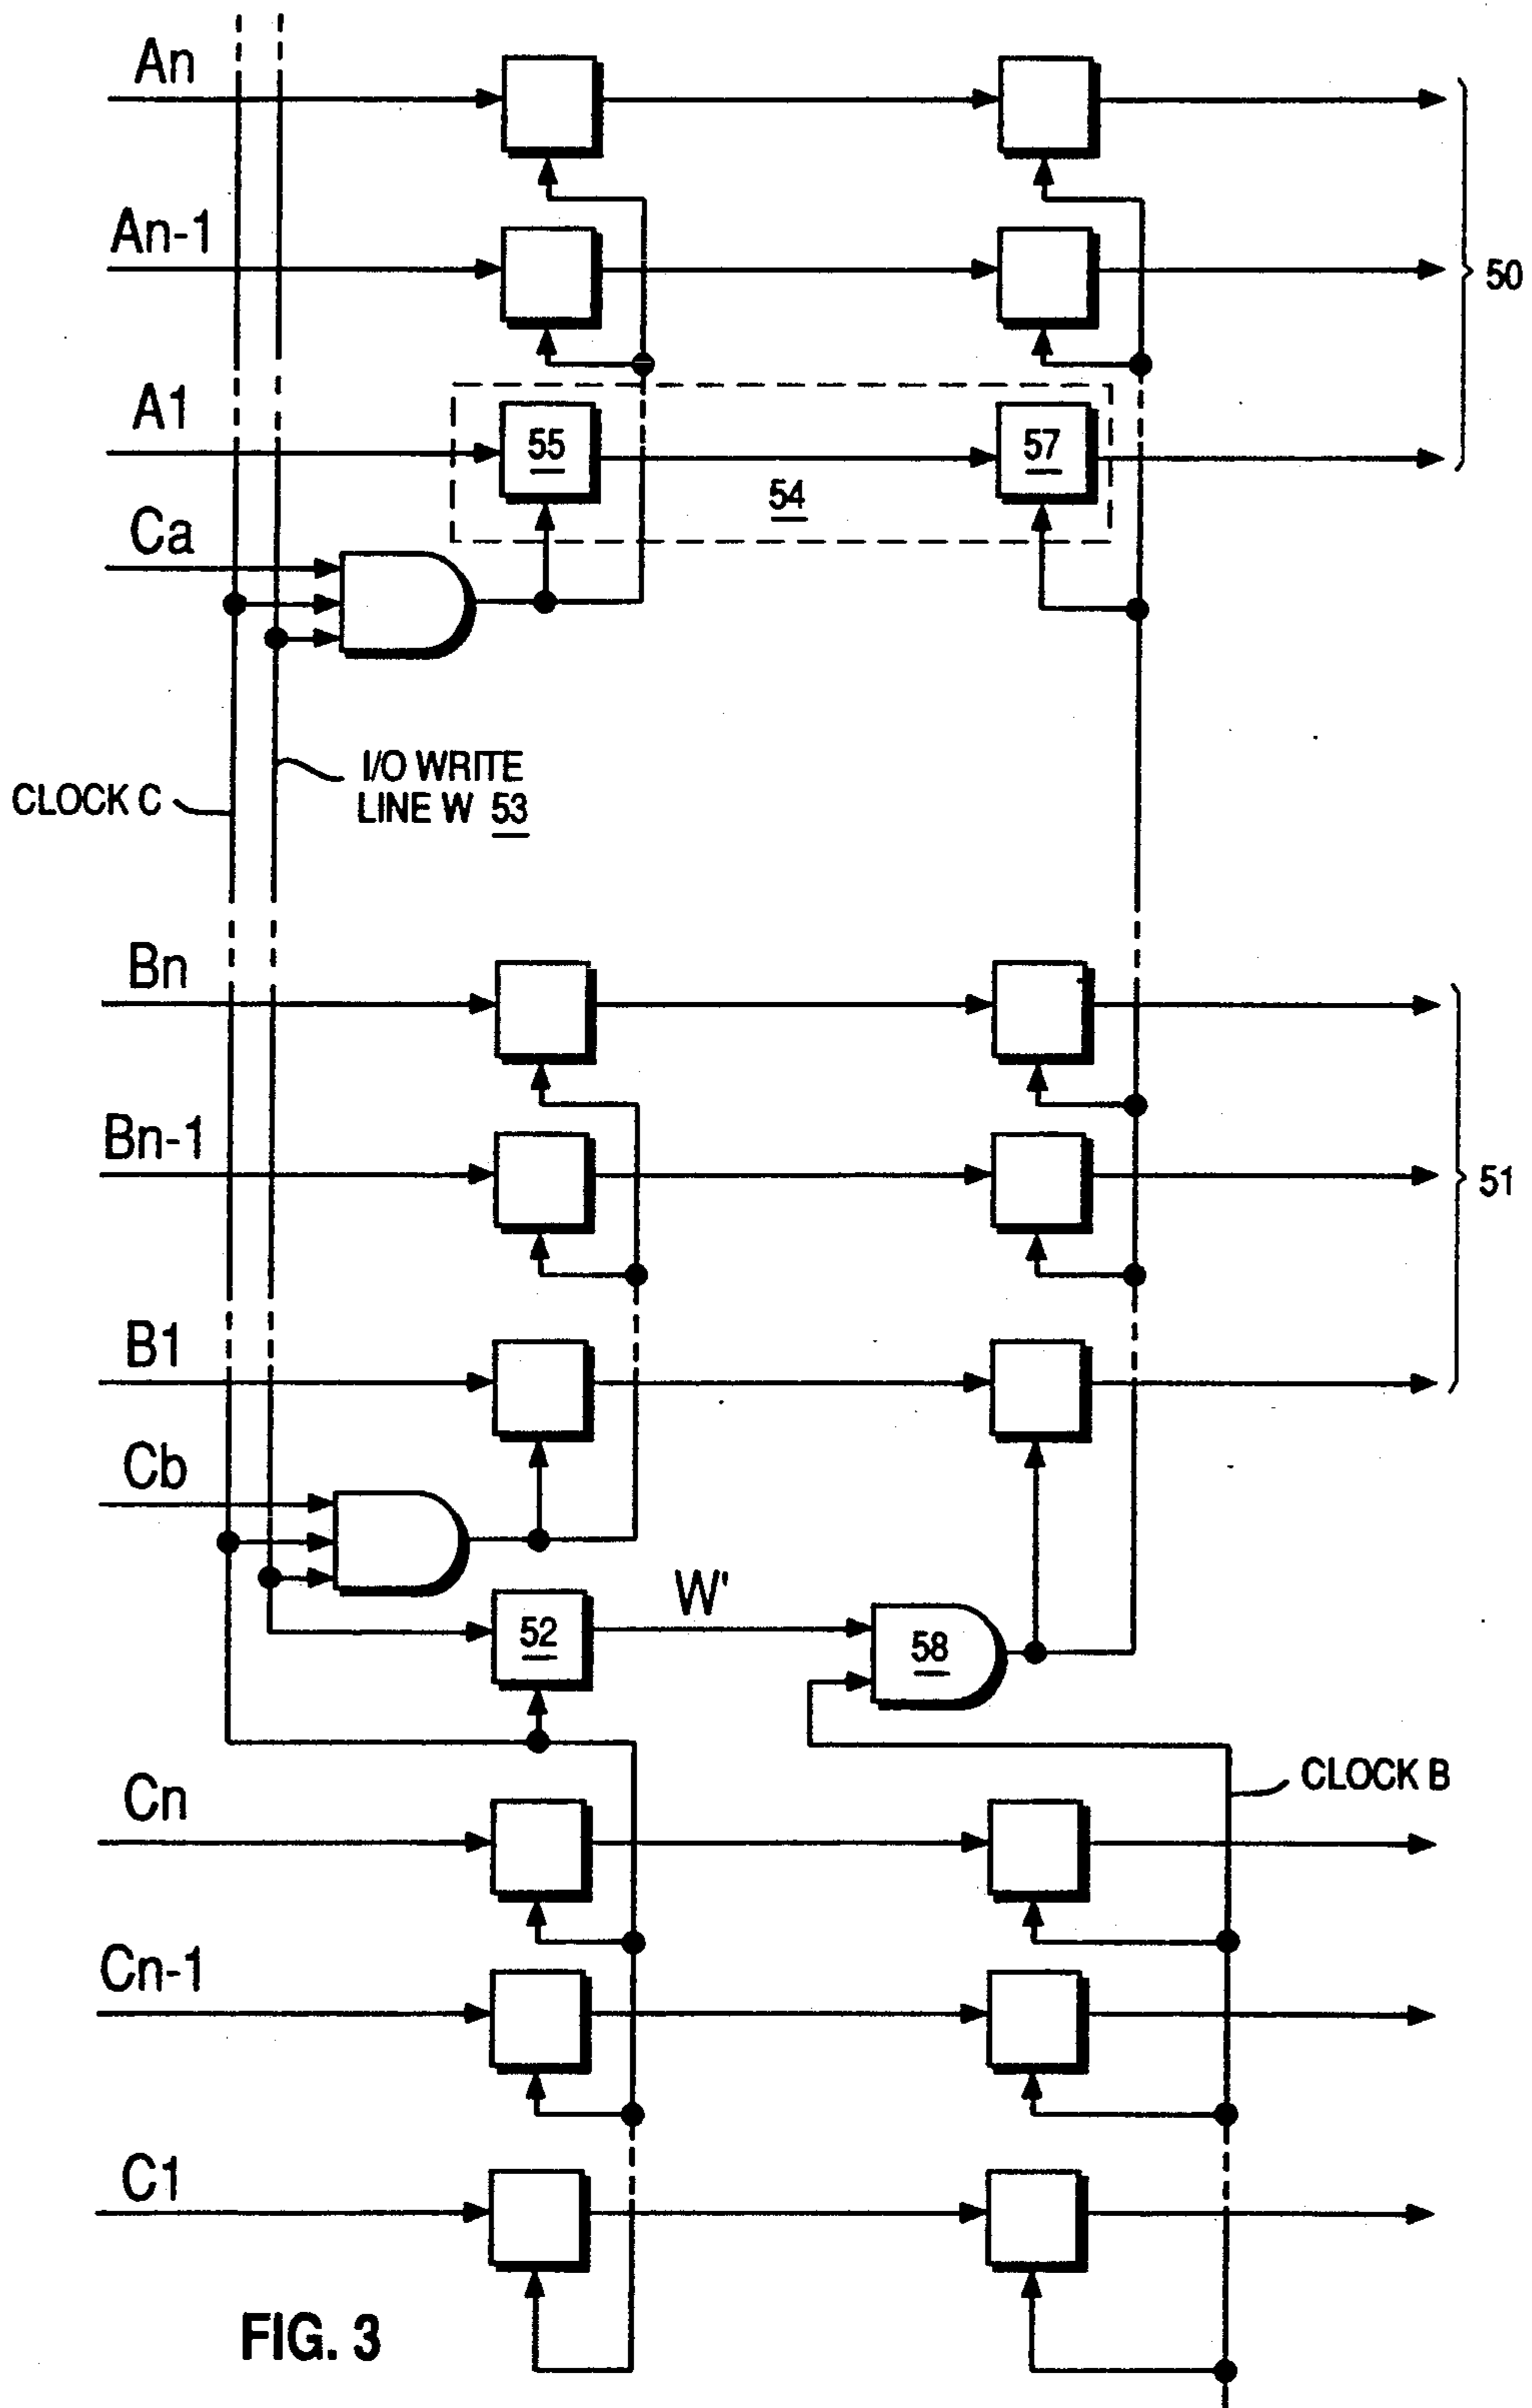 An
An-1
50
A1
55
57
54
Ca
I/O WRITE
LINE W 53
CLOCK C
Bn
Bn-1
51
B1
Cb
W'
52
58
CLOCK B
Cn
Cn-1
C1
FIG. 3